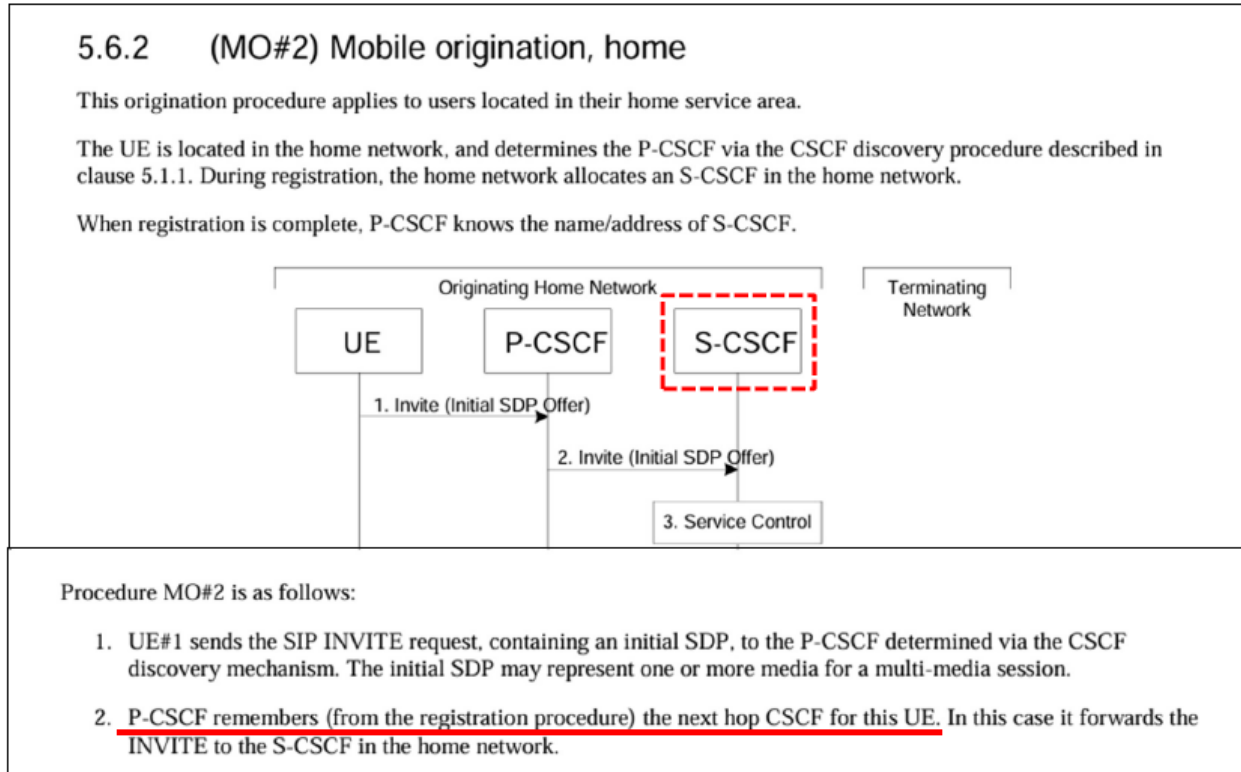 5.6.2 (MO#2) Mobile origination, home
This origination procedure applies to users located in their home service area.
The UE is located in the home network, and determines the P-CSCF via the CSCF discovery procedure described in
clause 5.1.1. During registration, the home network allocates an S-CSCF in the home network.
When registration is complete, P-CSCF knows the name/address of S-CSCF.
Originating Home Network
Terminating
Network
UE
P-CSCF
S-CSCF
1. Invite (Initial SDP Offer)
2. Invite (Initial SDP Offer)
3. Service Control
Procedure MO#2 is as follows:
1. UE#1 sends the SIP INVITE request, containing an initial SDP, to the P-CSCF determined via the CSCF
discovery mechanism. The initial SDP may represent one or more media for a multi-media session.
2. P-CSCF remembers (from the registration procedure) the next hop CSCF for this UE. In this case it forwards the
INVITE to the S-CSCF in the home network.